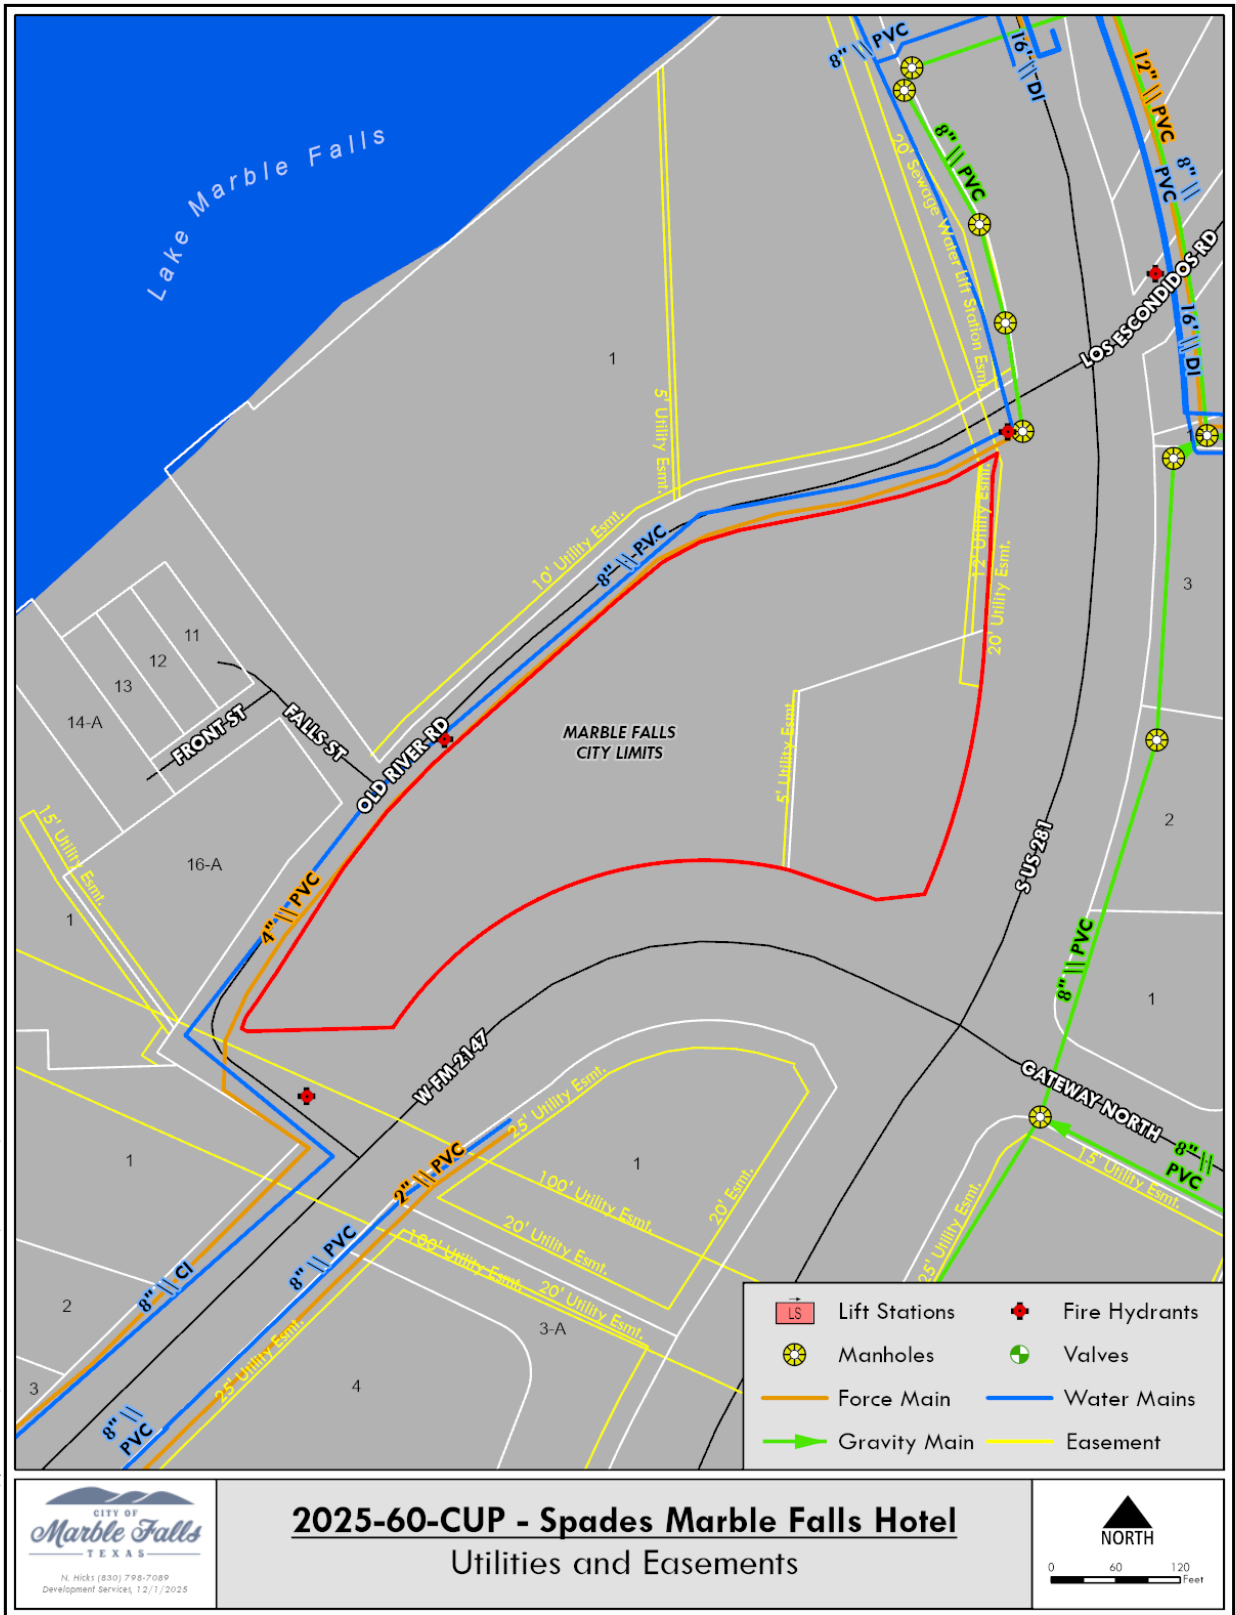 8" || PVC
16" || DI
12" || PVC
8" ||
PVC
8" || PVC
20' Sewage Water Lift Station Esmt.
Lake Marble Falls
LOS ESCONDIDOS RD
16" || DI
1
5' Utility Esmt.
1
12' Utility Esmt.
10' Utility Esmt.
8" || PVC
20' Utility Esmt.
3
11
12
13
14-A
FRONT ST
FALLS ST
OLD RIVER RD
MARBLE FALLS
CITY LIMITS
5' Utility Esmt.
15' Utility Esmt.
16-A
S US 281
2
4" || PVC
1
8" || PVC
1
W FM 2147
GATEWAY NORTH
25' Utility Esmt.
8" ||
PVC
15' Utility Esmt.
1
2" || PVC
1
100' Utility Esmt.
20' Esmt.
20' Utility Esmt.
25' Utility Esmt.
8" || PVC
100' Utility Esmt.
20' Utility Esmt.
8" || CI
2
3-A
3
4
25' Utility Esmt.
8" ||
PVC
LS
Lift Stations
Fire Hydrants
Manholes
Valves
Force Main
Water Mains
Gravity Main
Easement
CITY OF
Marble Falls
TEXAS
N. Hicks (830) 798-7089
Development Services, 12/1/2025
2025-60-CUP - Spades Marble Falls Hotel
Utilities and Easements
NORTH
0 60 120
Feet